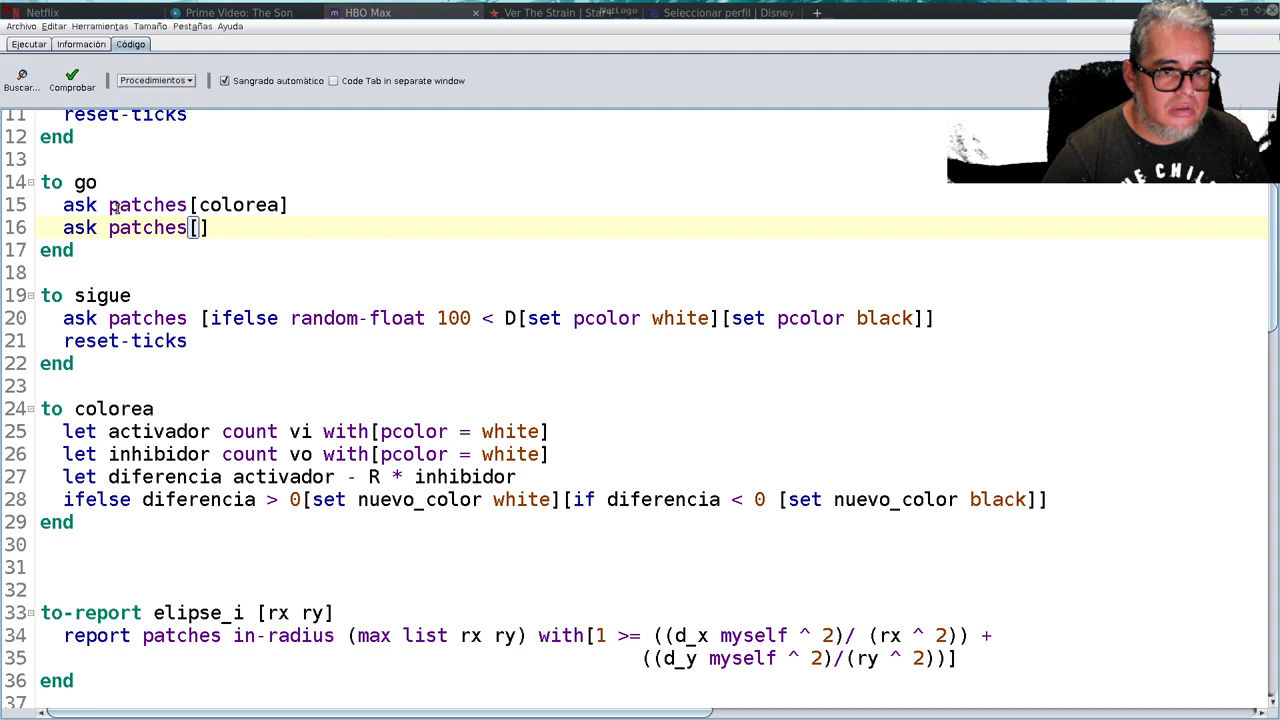 Netflix
Prime Video: The Son
HBO Max
Ver The Strain | Star+
NetLogo
Seleccionar perfil | Disney
Archivo Editar Herramientas Tamaño Pestañas Ayuda
Ejecutar Información Código
Buscar... Comprobar Procedimientos Sangrado automático Code Tab in separate window
11 reset-ticks
12 end
13
14 to go
15 ask patches[colorea]
16 ask patches[]
17 end
18
19 to sigue
20 ask patches [ifelse random-float 100 < D[set pcolor white][set pcolor black]]
21 reset-ticks
22 end
23
24 to colorea
25 let activador count vi with[pcolor = white]
26 let inhibidor count vo with[pcolor = white]
27 let diferencia activador - R * inhibidor
28 ifelse diferencia > 0[set nuevo_color white][if diferencia < 0 [set nuevo_color black]]
29 end
30
31
32
33 to-report elipse_i [rx ry]
34 report patches in-radius (max list rx ry) with[1 >= ((d_x myself ^ 2)/ (rx ^ 2)) +
35 ((d_y myself ^ 2)/(ry ^ 2))]
36 end
37